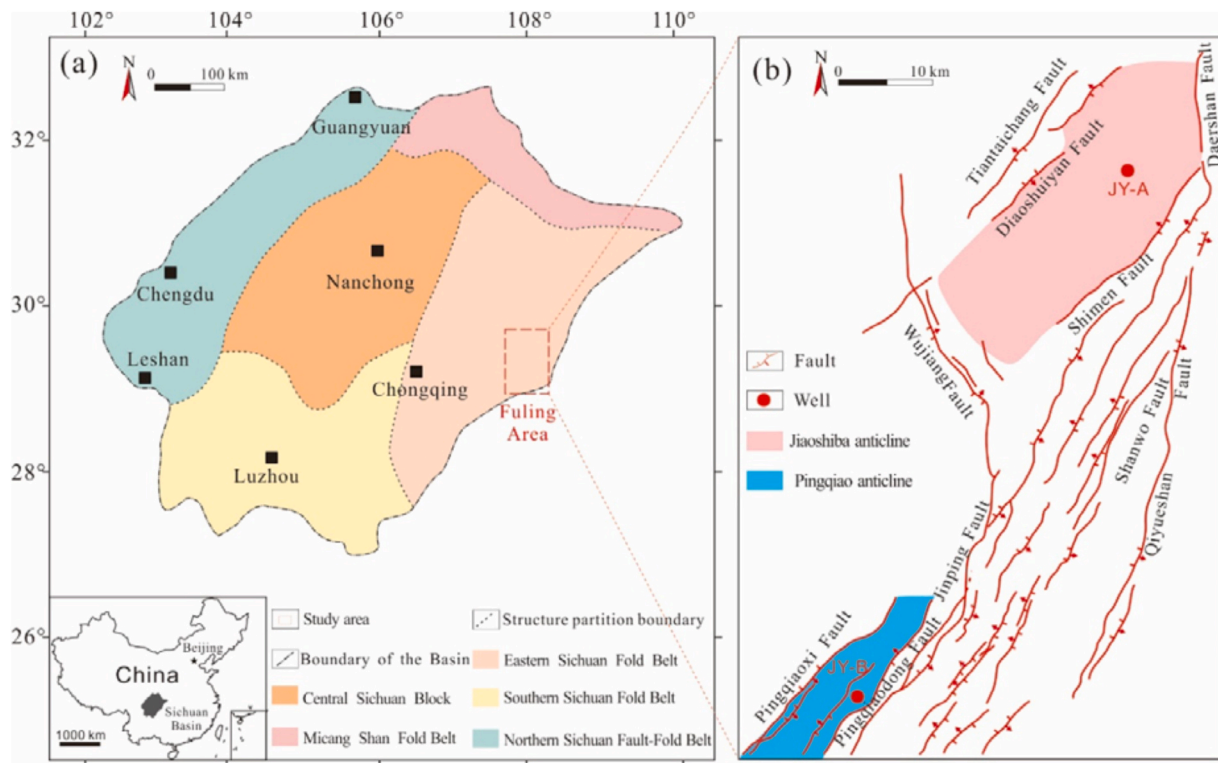 102°
104°
106°
108°
110°
(a)
N
0 100 km
32°
30°
28°
26°
Guangyuan
Nanchong
Chengdu
Leshan
Chongqing
Fuling
Area
Luzhou
Beijing
China
Sichuan
Basin
1000 km
Study area
Structure partition boundary
Boundary of the Basin
Eastern Sichuan Fold Belt
Central Sichuan Block
Southern Sichuan Fold Belt
Micang Shan Fold Belt
Northern Sichuan Fault-Fold Belt
(b)
N
0 10 km
Tiantaichang Fault
Daershan Fault
Diaoshuiyan Fault
JY-A
Shimen Fault
WujiangFault
Fault
Well
Jiaoshiba anticline
Pingqiao anticline
Shanwo Fault
Qiyueshan Fault
Jinping Fault
Pingqiaoxi Fault
JY-B
Pingqiaodong Fault